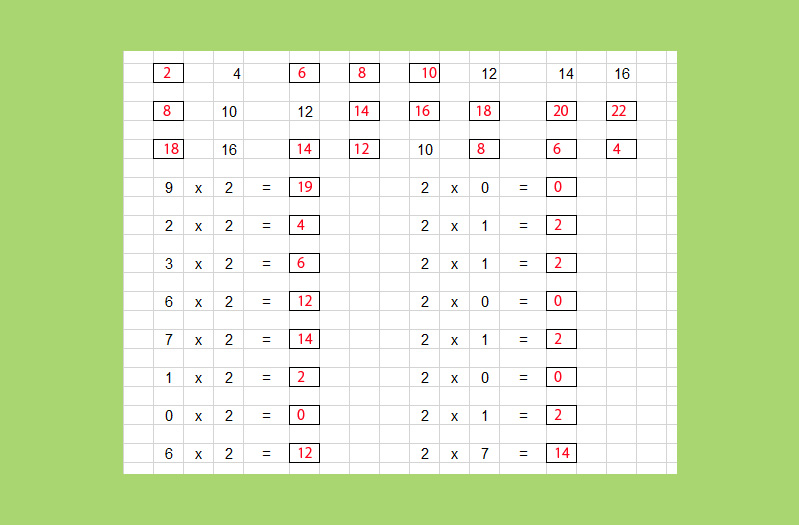 2 4 6 8 10 12 14 16
8 10 12 14 16 18 20 22
18 16 14 12 10 8 6 4
9 x 2 = 19 2 x 0 = 0
2 x 2 = 4 2 x 1 = 2
3 x 2 = 6 2 x 1 = 2
6 x 2 = 12 2 x 0 = 0
7 x 2 = 14 2 x 1 = 2
1 x 2 = 2 2 x 0 = 0
0 x 2 = 0 2 x 1 = 2
6 x 2 = 12 2 x 7 = 14